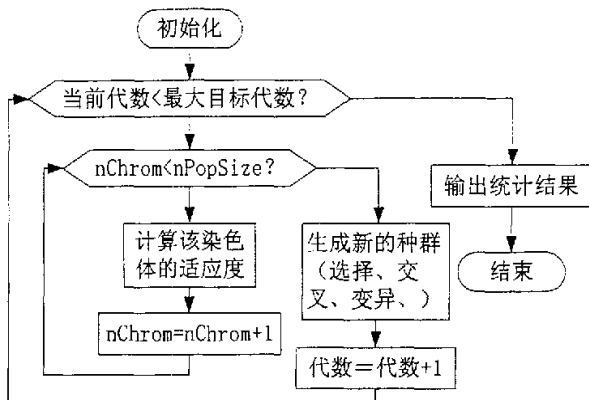 初始化
当前代数<最大目标代数?
nChrom<nPopSize?
输出统计结果
计算该染色
体的适应度
生成新的种群
(选择、交
叉、变异、)
结束
nChrom=nChrom+1
代数＝代数+1